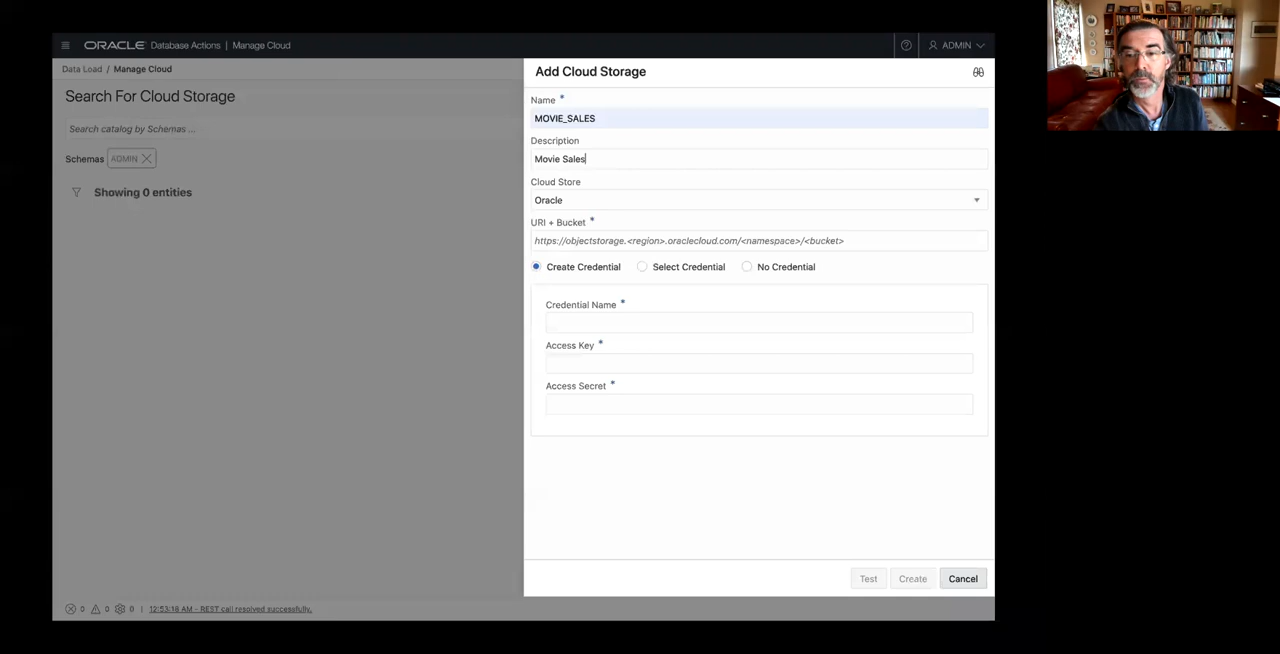 ORACLE Database Actions | Manage Cloud
ADMIN
Data Load / Manage Cloud
Search For Cloud Storage
Search catalog by Schemas ...
Schemas ADMIN
Showing 0 entities
Add Cloud Storage
Name *
MOVIE_SALES
Description
Movie Sales
Cloud Store
Oracle
URI + Bucket *
https://objectstorage.<region>.oraclecloud.com/<namespace>/<bucket>
Create Credential Select Credential No Credential
Credential Name *
Access Key *
Access Secret *
Test Create Cancel
0 0 0 | 12:53:18 AM - REST call resolved successfully.